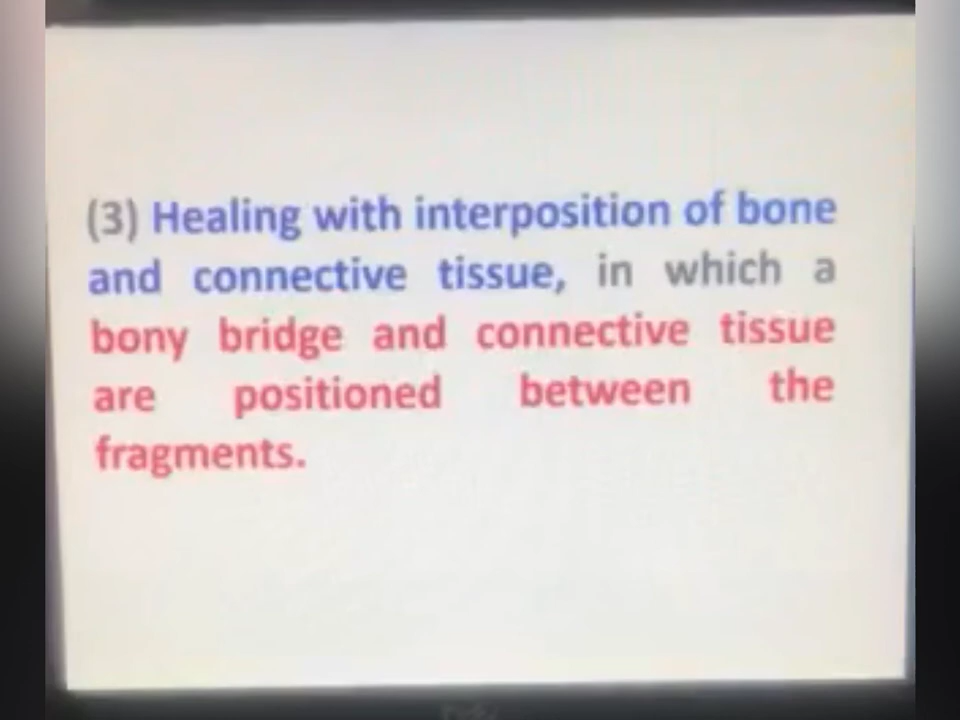 (3) Healing with interposition of bone
and connective tissue, in which a
bony bridge and connective tissue
are positioned between the
fragments.